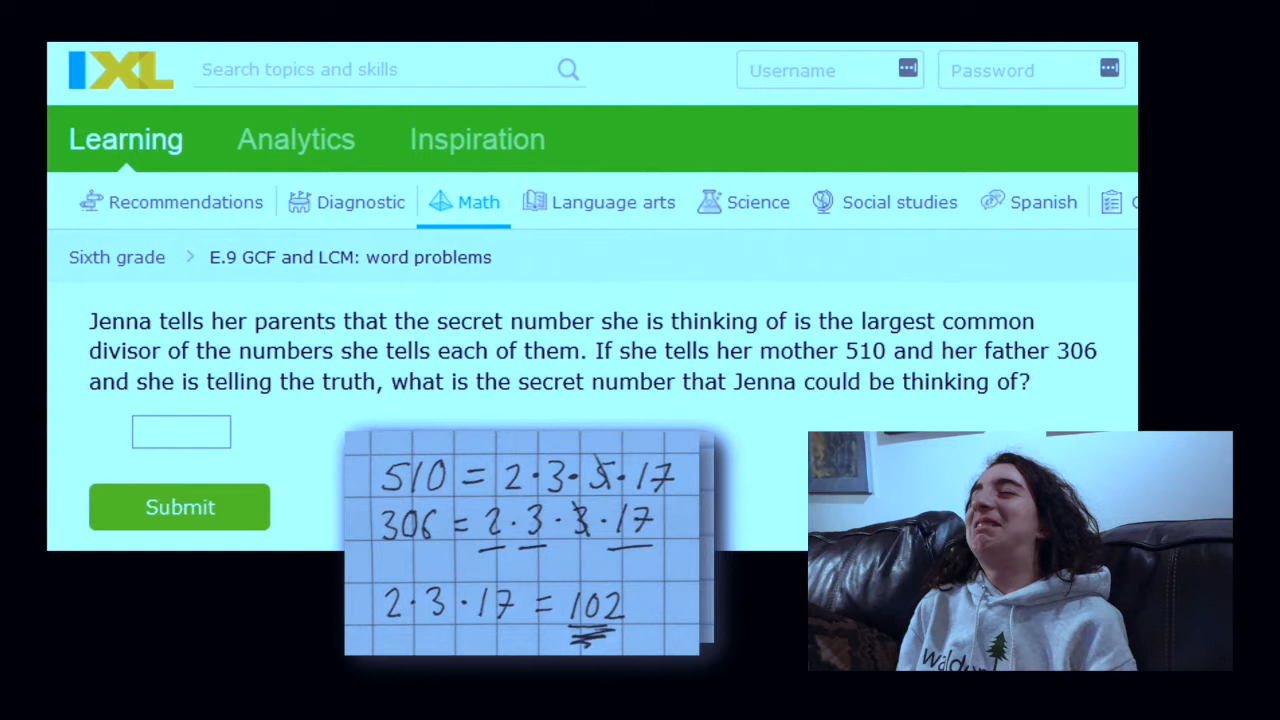 IXL
Search topics and skills
Username
Password
Learning
Analytics
Inspiration
Recommendations
Diagnostic
Math
Language arts
Science
Social studies
Spanish
Sixth grade > E.9 GCF and LCM: word problems
Jenna tells her parents that the secret number she is thinking of is the largest common
divisor of the numbers she tells each of them. If she tells her mother 510 and her father 306
and she is telling the truth, what is the secret number that Jenna could be thinking of?
Submit
510 = 2·3·5·17
306 = 2·3·3·17
2·3·17 = 102